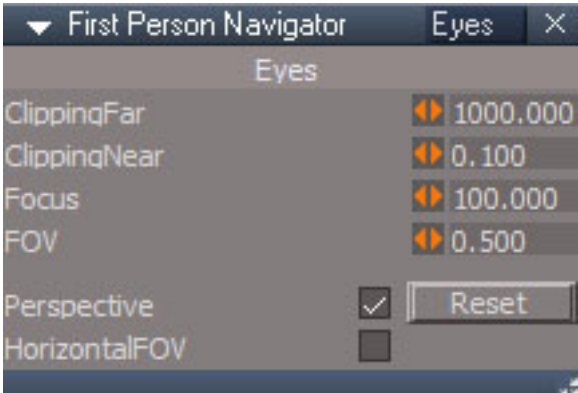 First Person Navigator Eyes
Eyes
ClippingFar 1000.000
ClippingNear 0.100
Focus 100.000
FOV 0.500
Perspective Reset
HorizontalFOV